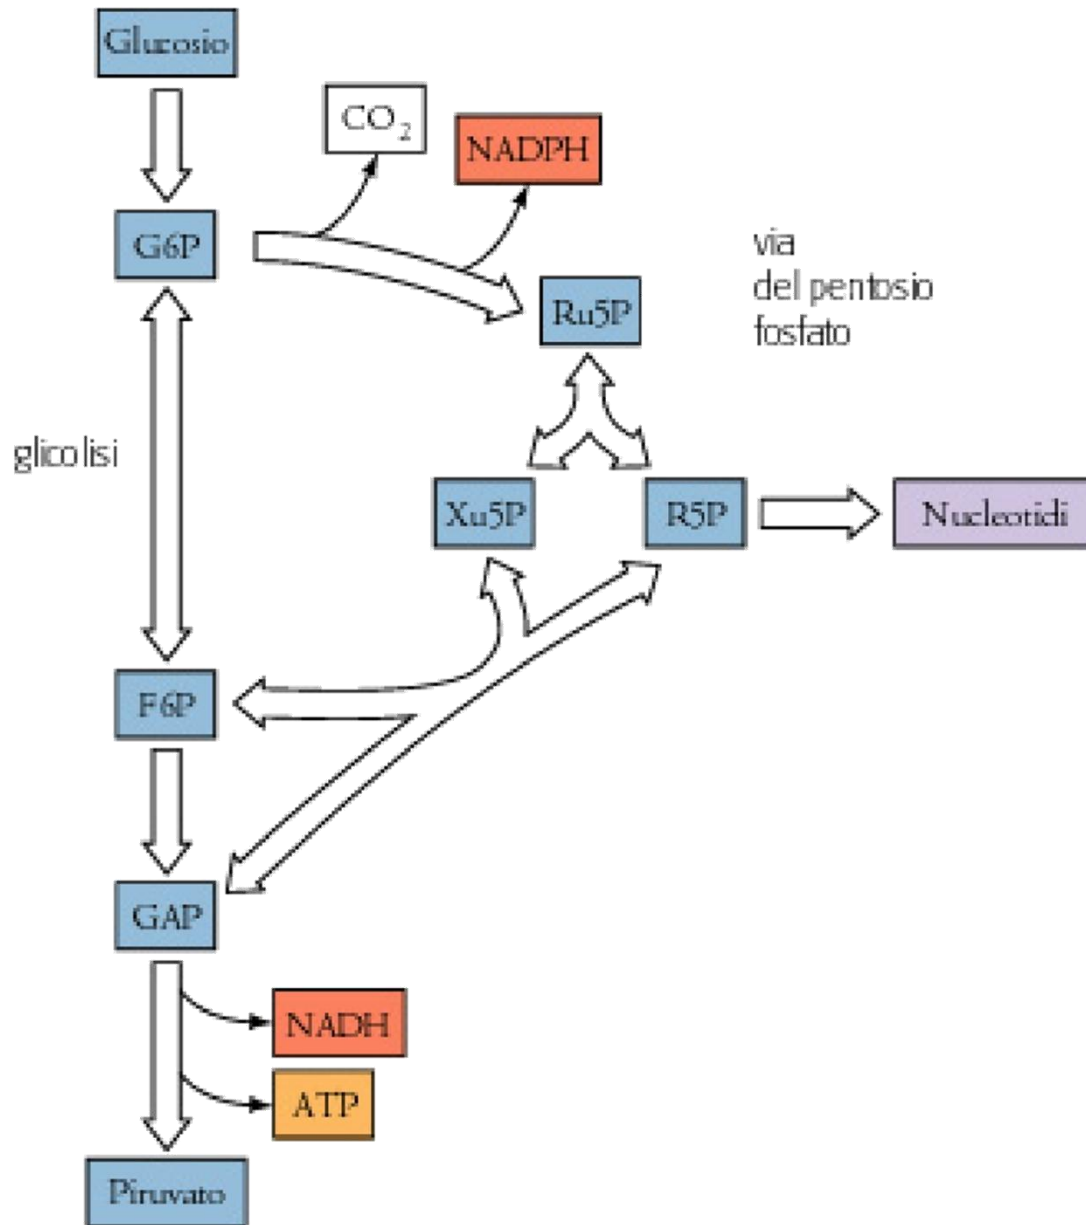 Glucosio
CO2
NADPH
G6P
via
del pentosio
fosfato
Ru5P
glicolisi
Xu5P
R5P
Nucleotidi
F6P
GAP
NADH
ATP
Piruvato